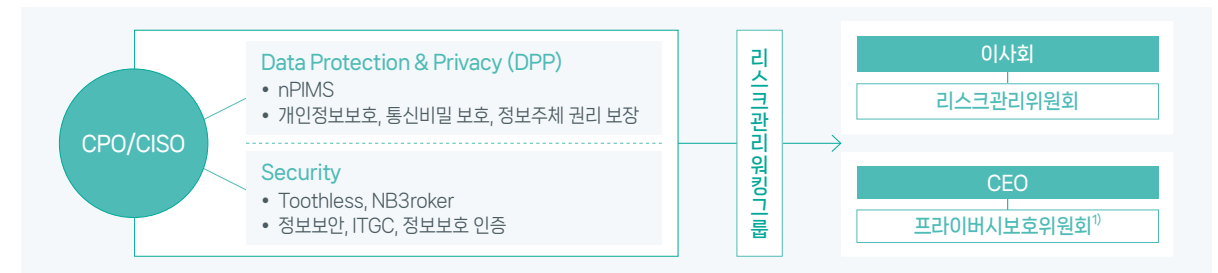 CPO/CISO
Data Protection & Privacy (DPP)
• nPIMS
• 개인정보보호, 통신비밀 보호, 정보주체 권리 보장
Security
• Toothless, NB3roker
• 정보보안, ITGC, 정보보호 인증
리스크관리워킹그룹
이사회
리스크관리위원회
CEO
프라이버시보호위원회1)